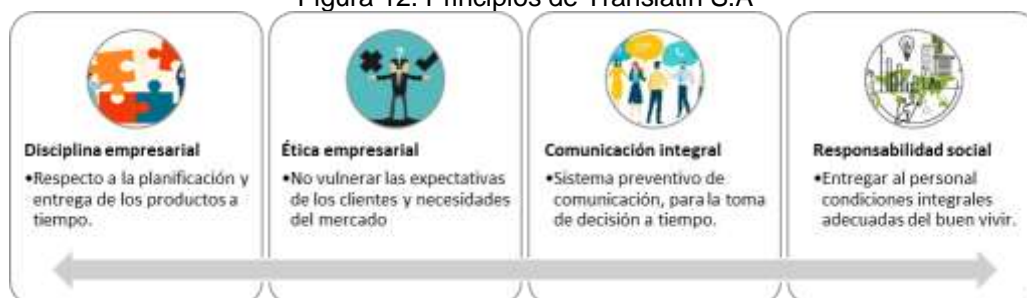 Figura 12. Principios de Translatin S.A
Disciplina empresarial
•Respecto a la planificación y
entrega de los productos a
tiempo.
Ética empresarial
•No vulnerar las expectativas
de los clientes y necesidades
del mercado
Comunicación integral
•Sistema preventivo de
comunicación, para la toma
de decisión a tiempo.
Responsabilidad social
•Entregar al personal
condiciones integrales
adecuadas del buen vivir.